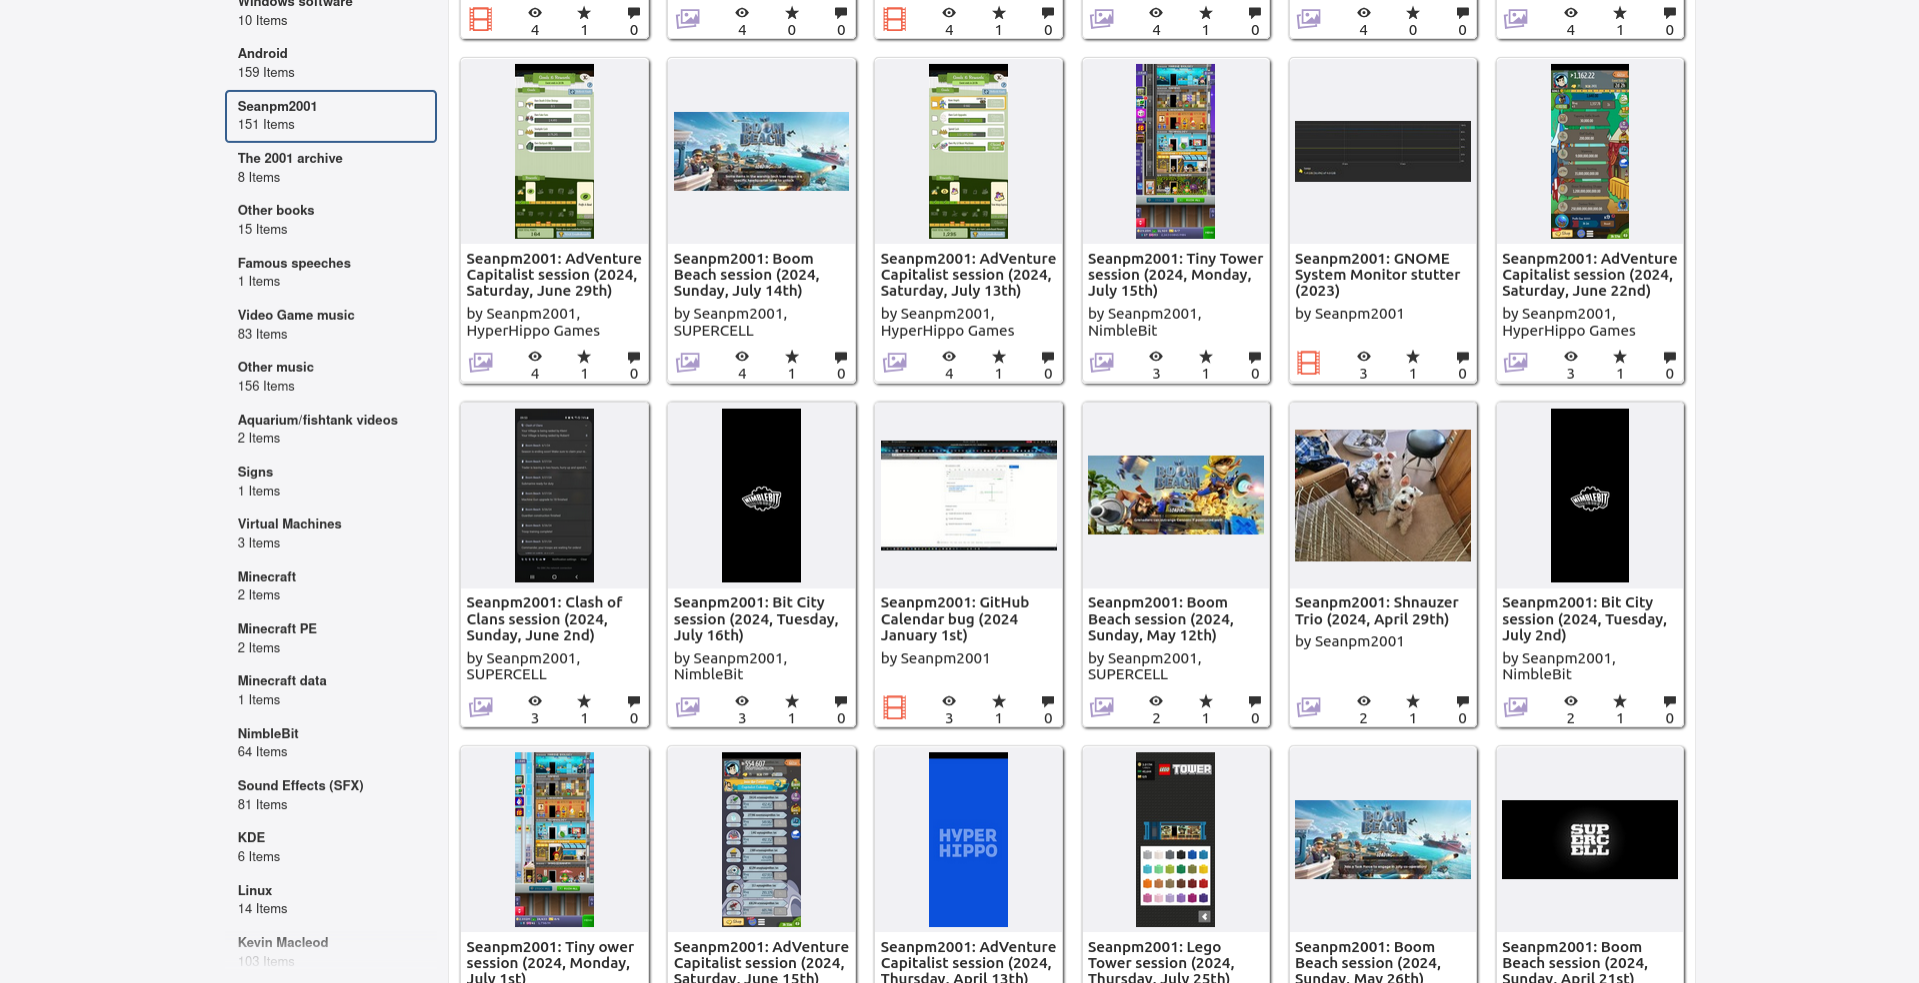 Windows software
10 Items
Android
159 Items
Seanpm2001
151 Items
The 2001 archive
8 Items
Other books
15 Items
Famous speeches
1 Items
Video Game music
83 Items
Other music
156 Items
Aquarium/fishtank videos
2 Items
Signs
1 Items
Virtual Machines
3 Items
Minecraft
2 Items
Minecraft PE
2 Items
Minecraft data
1 Items
NimbleBit
64 Items
Sound Effects (SFX)
81 Items
KDE
6 Items
Linux
14 Items
Kevin Macleod
103 Items
4 1 0
4 0 0
4 1 0
4 1 0
4 0 0
4 1 0
Seanpm2001: AdVenture
Capitalist session (2024,
Saturday, June 29th)
by Seanpm2001,
HyperHippo Games
4 1 0
BOOM
BEACH
Seanpm2001: Boom
Beach session (2024,
Sunday, July 14th)
by Seanpm2001,
SUPERCELL
4 1 0
Seanpm2001: AdVenture
Capitalist session (2024,
Saturday, July 13th)
by Seanpm2001,
HyperHippo Games
4 1 0
Seanpm2001: Tiny Tower
session (2024, Monday,
July 15th)
by Seanpm2001,
NimbleBit
3 1 0
Seanpm2001: GNOME
System Monitor stutter
(2023)
by Seanpm2001
3 1 0
Seanpm2001: AdVenture
Capitalist session (2024,
Saturday, June 22nd)
by Seanpm2001,
HyperHippo Games
3 1 0
Seanpm2001: Clash of
Clans session (2024,
Sunday, June 2nd)
by Seanpm2001,
SUPERCELL
3 1 0
NIMBLEBIT
Seanpm2001: Bit City
session (2024, Tuesday,
July 16th)
by Seanpm2001,
NimbleBit
3 1 0
Seanpm2001: GitHub
Calendar bug (2024
January 1st)
by Seanpm2001
3 1 0
BOOM
BEACH
Seanpm2001: Boom
Beach session (2024,
Sunday, May 12th)
by Seanpm2001,
SUPERCELL
2 1 0
Seanpm2001: Shnauzer
Trio (2024, April 29th)
by Seanpm2001
2 1 0
NIMBLEBIT
Seanpm2001: Bit City
session (2024, Tuesday,
July 2nd)
by Seanpm2001,
NimbleBit
2 1 0
Seanpm2001: Tiny ower
session (2024, Monday,
July 1st)
Seanpm2001: AdVenture
Capitalist session (2024,
Saturday, June 15th)
HYPER
HIPPO
Seanpm2001: AdVenture
Capitalist session (2024,
Thursday, April 13th)
LEGO TOWER
Seanpm2001: Lego
Tower session (2024,
Thursday, July 25th)
BOOM
BEACH
Seanpm2001: Boom
Beach session (2024,
Sunday, May 26th)
SUP
ERC
ELL
Seanpm2001: Boom
Beach session (2024,
Sunday, April 21st)